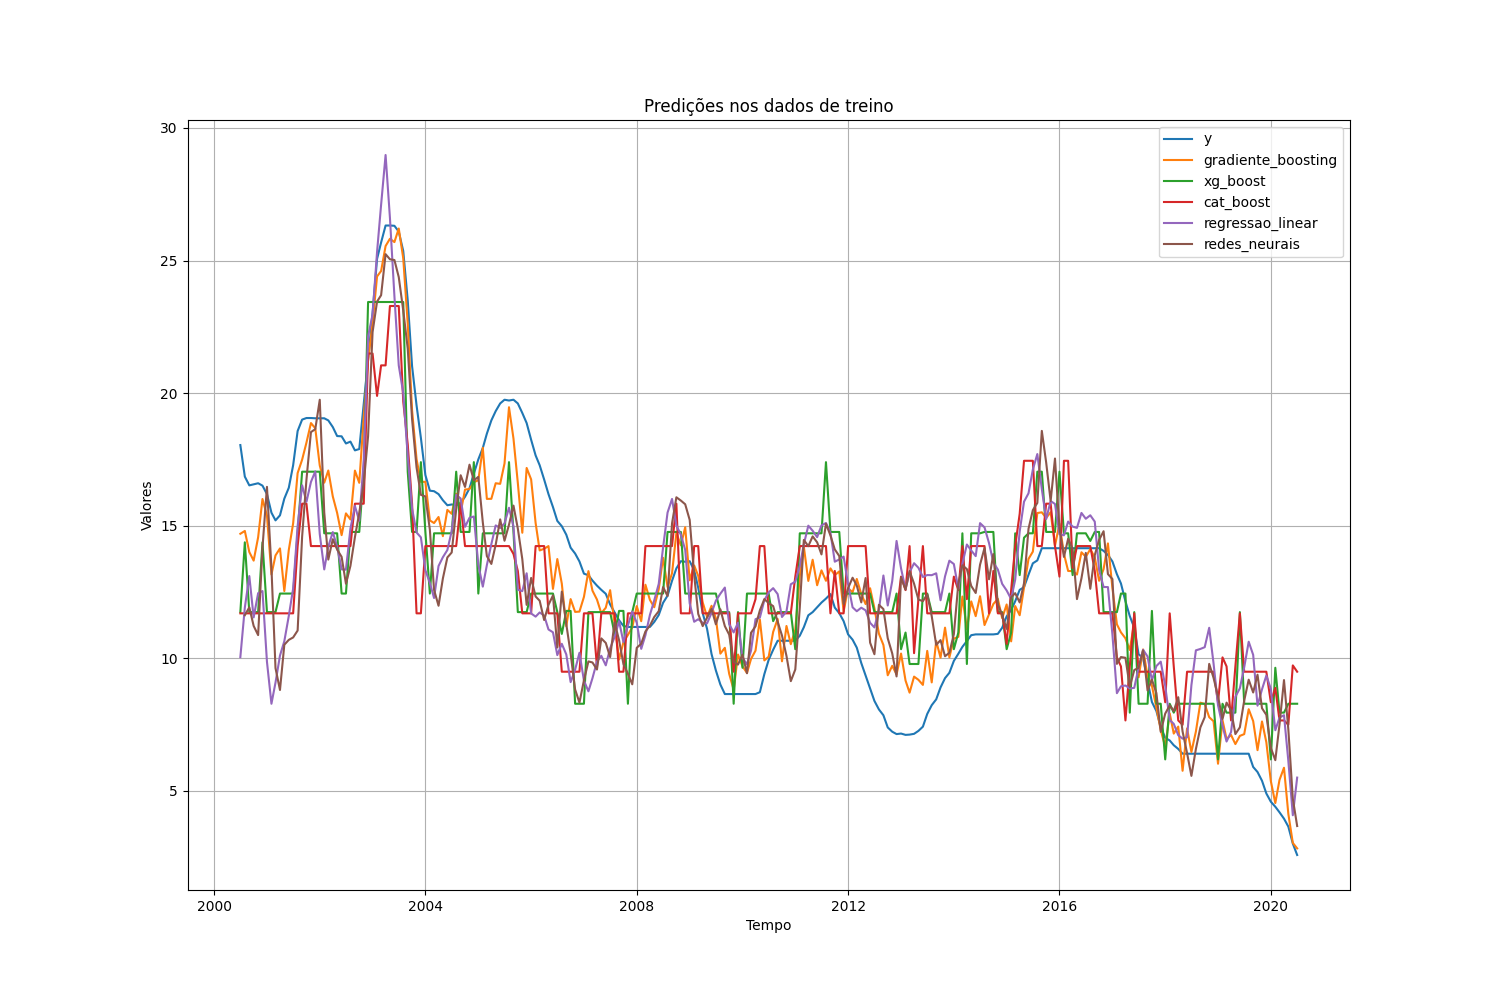 Predições nos dados de treino
y
gradiente_boosting
xg_boost
cat_boost
regressao_linear
redes_neurais
Valores
30
25
20
15
10
5
2000
2004
2008
2012
2016
2020
Tempo